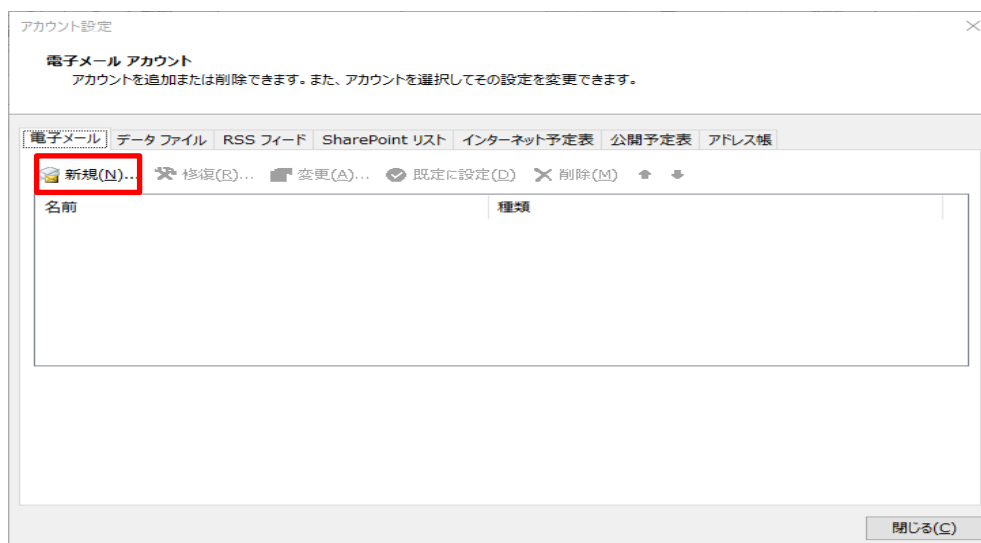 アカウント設定
電子メール アカウント
アカウントを追加または削除できます。また、アカウントを選択してその設定を変更できます。
電子メール データ ファイル RSS フィード SharePoint リスト インターネット予定表 公開予定表 アドレス帳
新規(N)... 修復(R)... 変更(A)... 既定に設定(D) 削除(M)
名前 種類
閉じる(C)